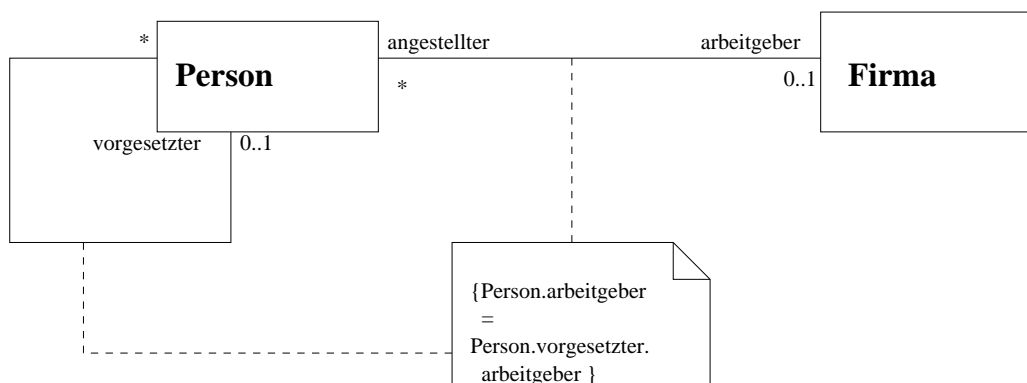 *
angestellter
arbeitgeber
Person
*
0..1
Firma
vorgesetzter
0..1
{Person.arbeitgeber
=
Person.vorgesetzter.
arbeitgeber }